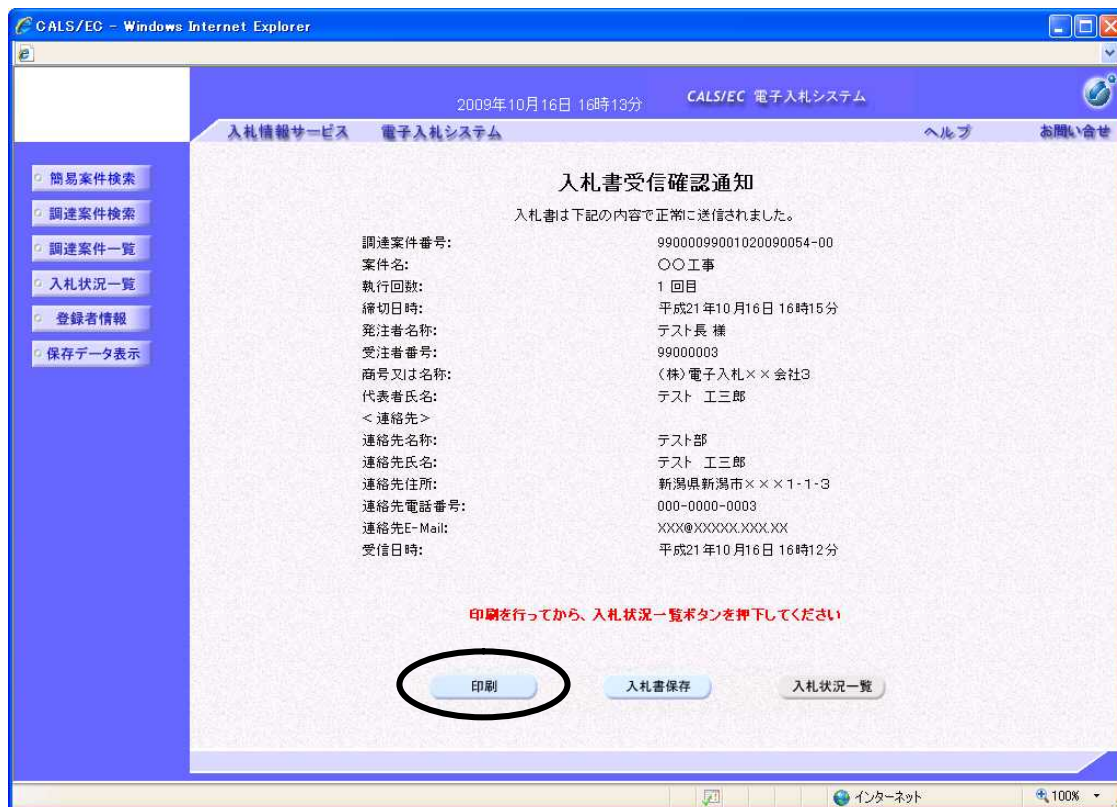 CALS/EC - Windows Internet Explorer
2009年10月16日 16時13分
CALS/EC 電子入札システム
入札情報サービス 電子入札システム ヘルプ お問い合せ
簡易案件検索
調達案件検索
調達案件一覧
入札状況一覧
登録者情報
保存データ表示
入札書受信確認通知
入札書は下記の内容で正常に送信されました。
調達案件番号: 99000099001020090054-00
案件名: ○○工事
執行回数: 1 回目
締切日時: 平成21年10月16日 16時15分
発注者名称: テスト長 様
受注者番号: 99000003
商号又は名称: (株)電子入札××会社3
代表者氏名: テスト 工三郎
<連絡先>
連絡先名称: テスト部
連絡先氏名: テスト 工三郎
連絡先住所: 新潟県新潟市×××1-1-3
連絡先電話番号: 000-0000-0003
連絡先E-Mail: XXX@XXXXX.XXX.XX
受信日時: 平成21年10月16日 16時12分
印刷を行ってから、入札状況一覧ボタンを押下してください
印刷 入札書保存 入札状況一覧
インターネット 100%